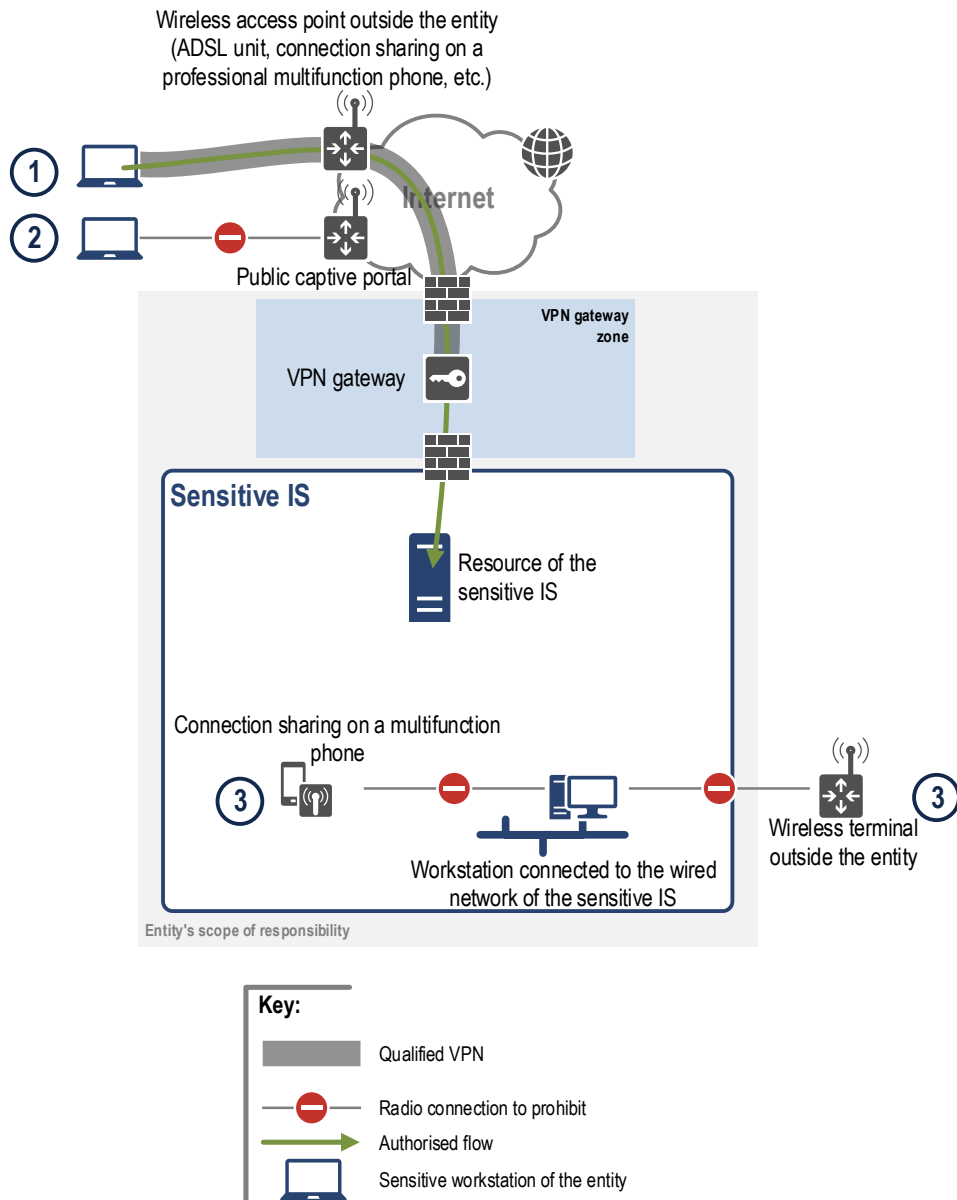 Wireless access point outside the entity
(ADSL unit, connection sharing on a
professional multifunction phone, etc.)
1
Internet
2
Public captive portal
VPN gateway
zone
VPN gateway
Sensitive IS
Resource of the
sensitive IS
Connection sharing on a multifunction
phone
3
3
Wireless terminal
outside the entity
Workstation connected to the wired
network of the sensitive IS
Entity's scope of responsibility
Key:
Qualified VPN
Radio connection to prohibit
Authorised flow
Sensitive workstation of the entity